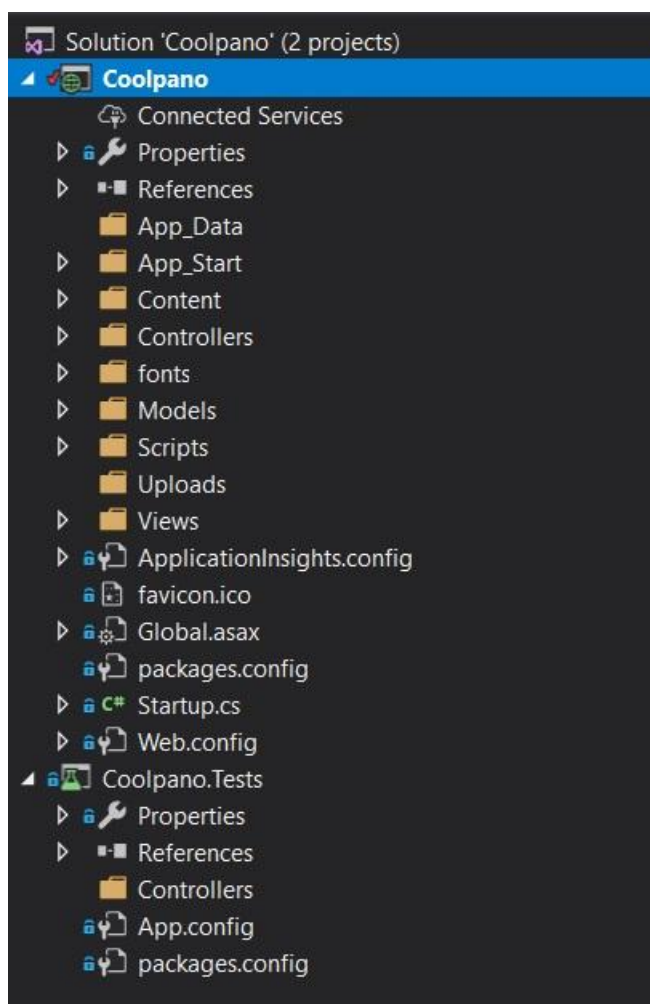 Solution 'Coolpano' (2 projects)
Coolpano
Connected Services
Properties
References
App_Data
App_Start
Content
Controllers
fonts
Models
Scripts
Uploads
Views
ApplicationInsights.config
favicon.ico
Global.asax
packages.config
C# Startup.cs
Web.config
Coolpano.Tests
Properties
References
Controllers
App.config
packages.config